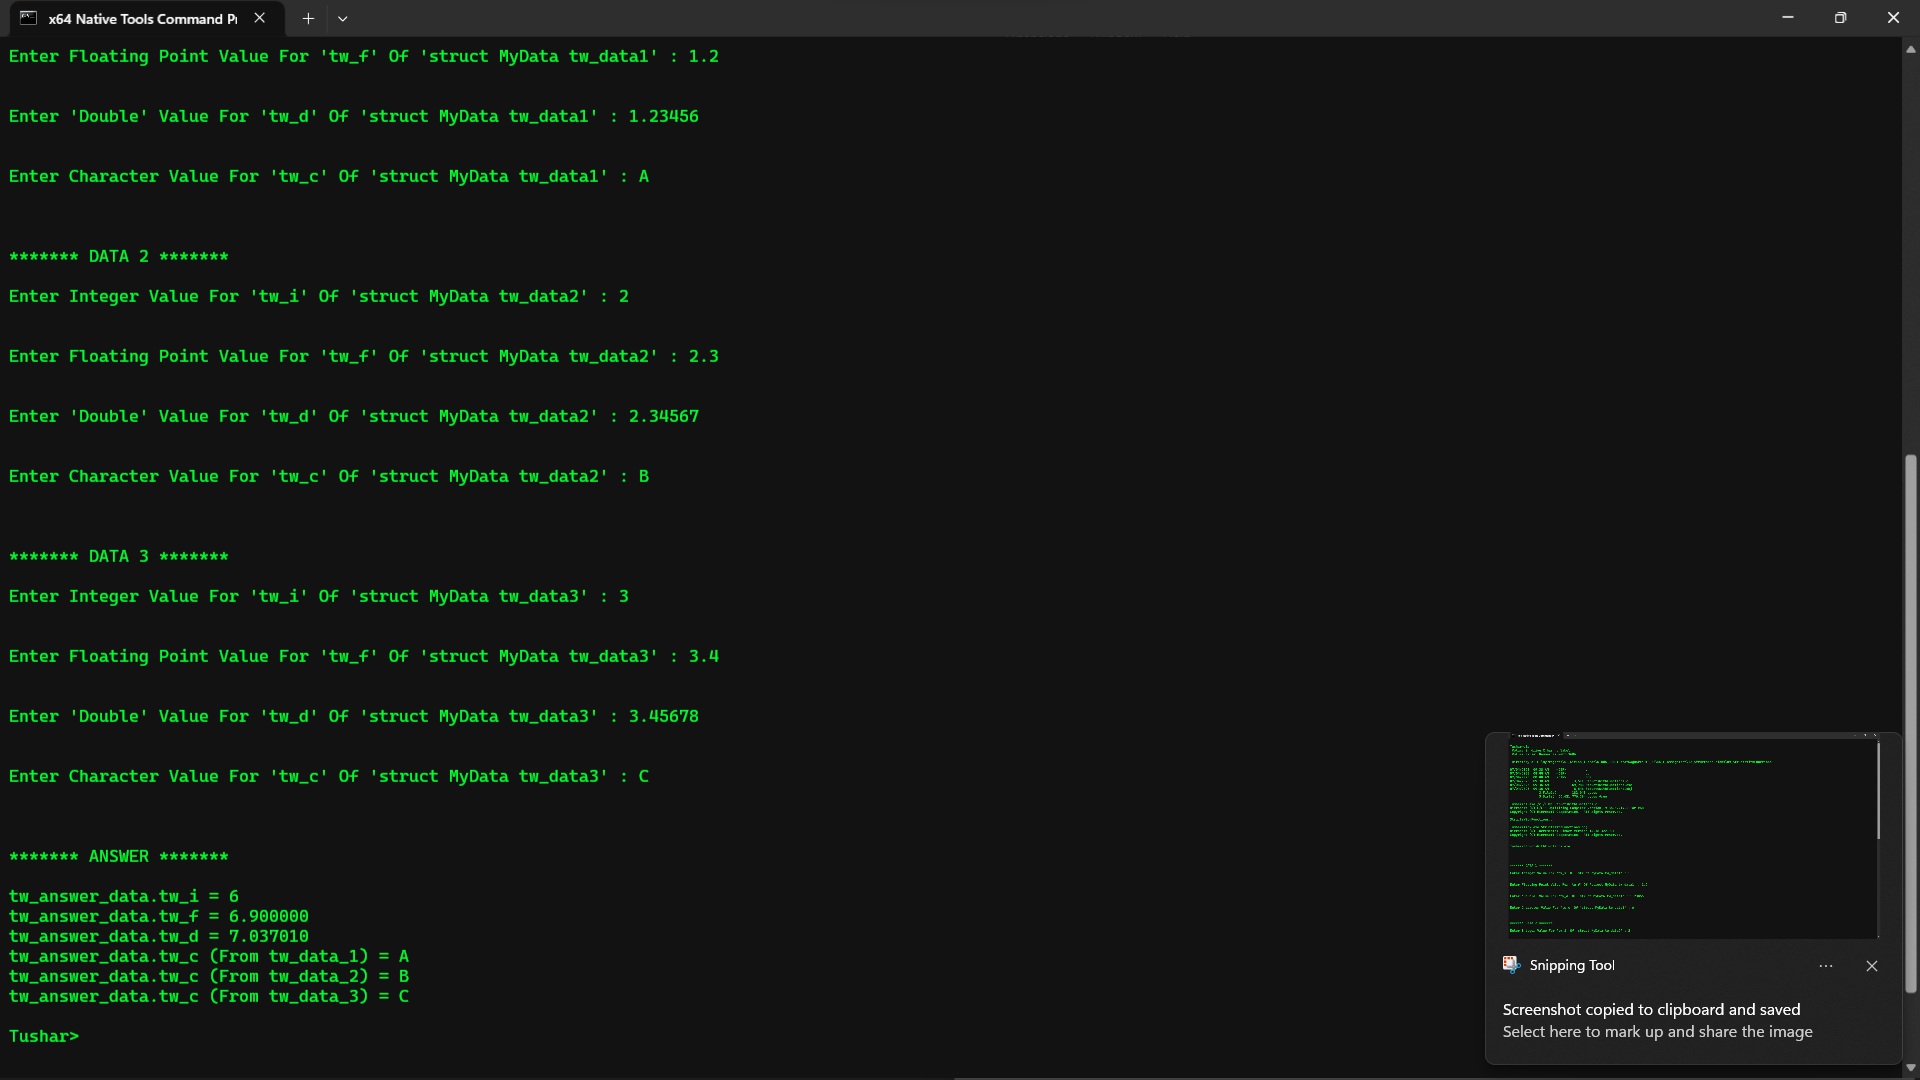 x64 Native Tools Command P
Enter Floating Point Value For 'tw_f' Of 'struct MyData tw_data1' : 1.2
Enter 'Double' Value For 'tw_d' Of 'struct MyData tw_data1' : 1.23456
Enter Character Value For 'tw_c' Of 'struct MyData tw_data1' : A
******* DATA 2 *******
Enter Integer Value For 'tw_i' Of 'struct MyData tw_data2' : 2
Enter Floating Point Value For 'tw_f' Of 'struct MyData tw_data2' : 2.3
Enter 'Double' Value For 'tw_d' Of 'struct MyData tw_data2' : 2.34567
Enter Character Value For 'tw_c' Of 'struct MyData tw_data2' : B
******* DATA 3 *******
Enter Integer Value For 'tw_i' Of 'struct MyData tw_data3' : 3
Enter Floating Point Value For 'tw_f' Of 'struct MyData tw_data3' : 3.4
Enter 'Double' Value For 'tw_d' Of 'struct MyData tw_data3' : 3.45678
Enter Character Value For 'tw_c' Of 'struct MyData tw_data3' : C
******* ANSWER *******
tw_answer_data.tw_i = 6
tw_answer_data.tw_f = 6.900000
tw_answer_data.tw_d = 7.037010
tw_answer_data.tw_c (From tw_data_1) = A
tw_answer_data.tw_c (From tw_data_2) = B
tw_answer_data.tw_c (From tw_data_3) = C
Tushar>
Snipping Tool
Screenshot copied to clipboard and saved
Select here to mark up and share the image